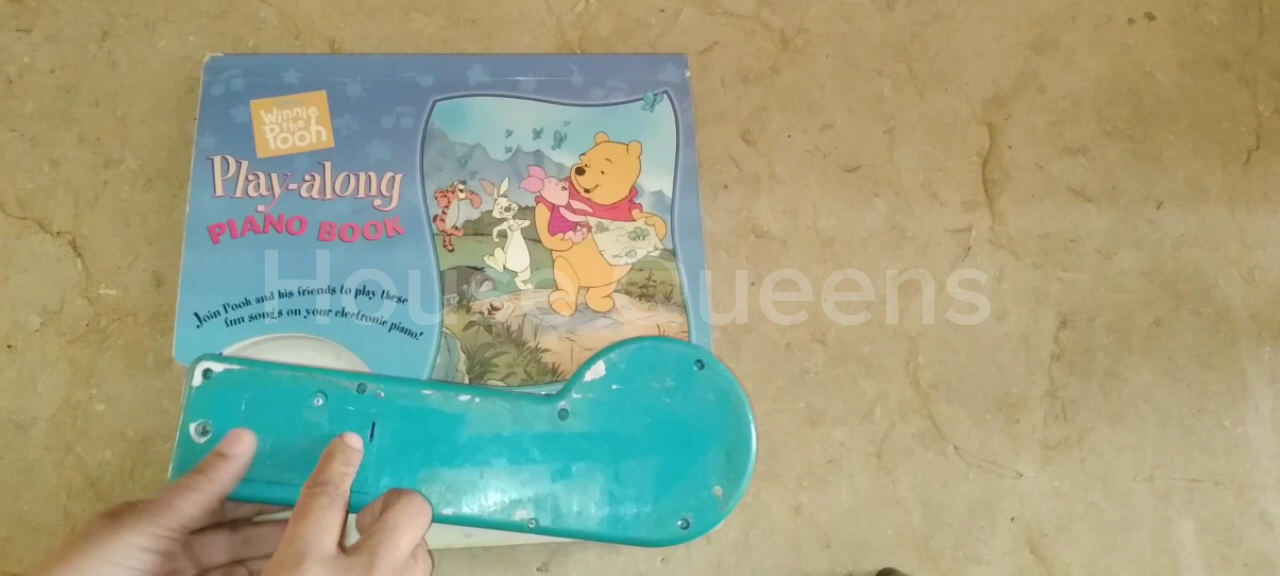 Winnie
the
Pooh
Play-along
PIANO BOOK
Join Pooh and his friends to play these
fun songs on your electronic piano!
House Queens